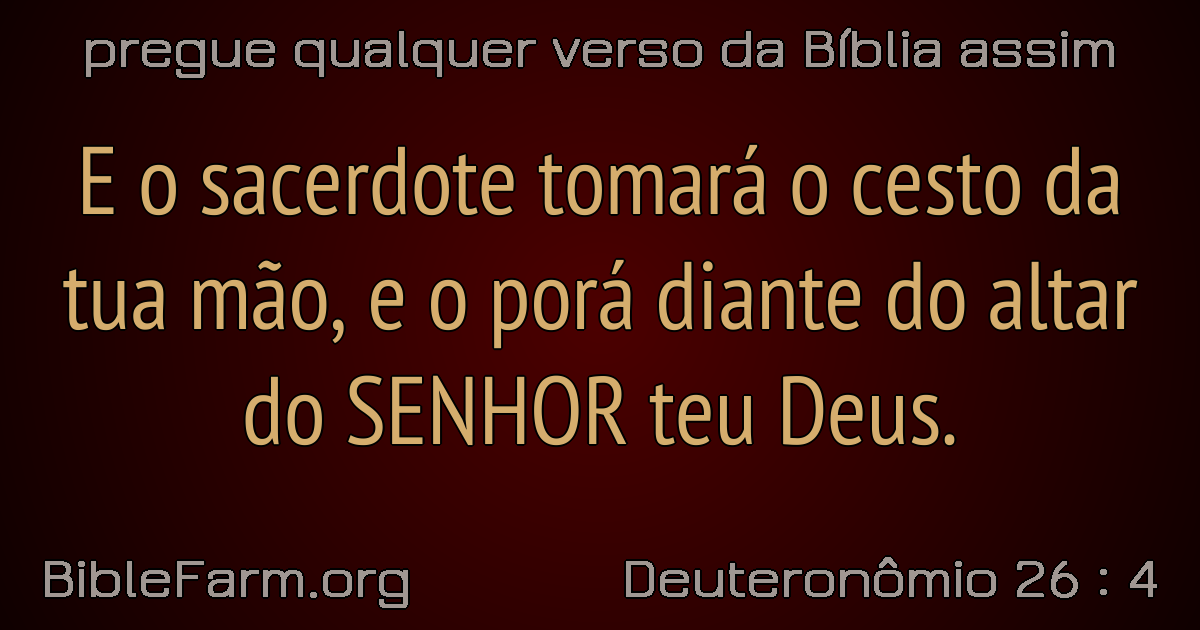 pregue qualquer verso da Bíblia assim
E o sacerdote tomará o cesto da
tua mão, e o porá diante do altar
do SENHOR teu Deus.
BibleFarm.org
Deuteronômio 26 : 4